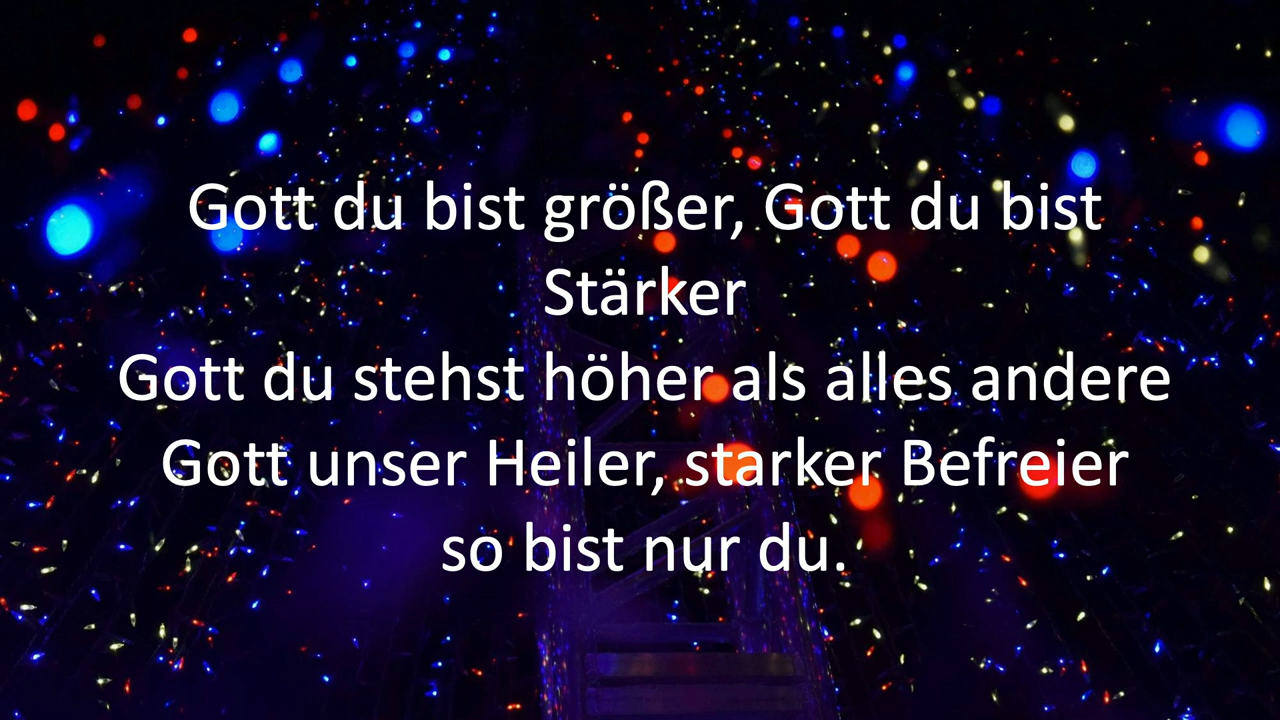 Gott du bist größer, Gott du bist
Stärker
Gott du stehst höher als alles andere
Gott unser Heiler, starker Befreier
so bist nur du.